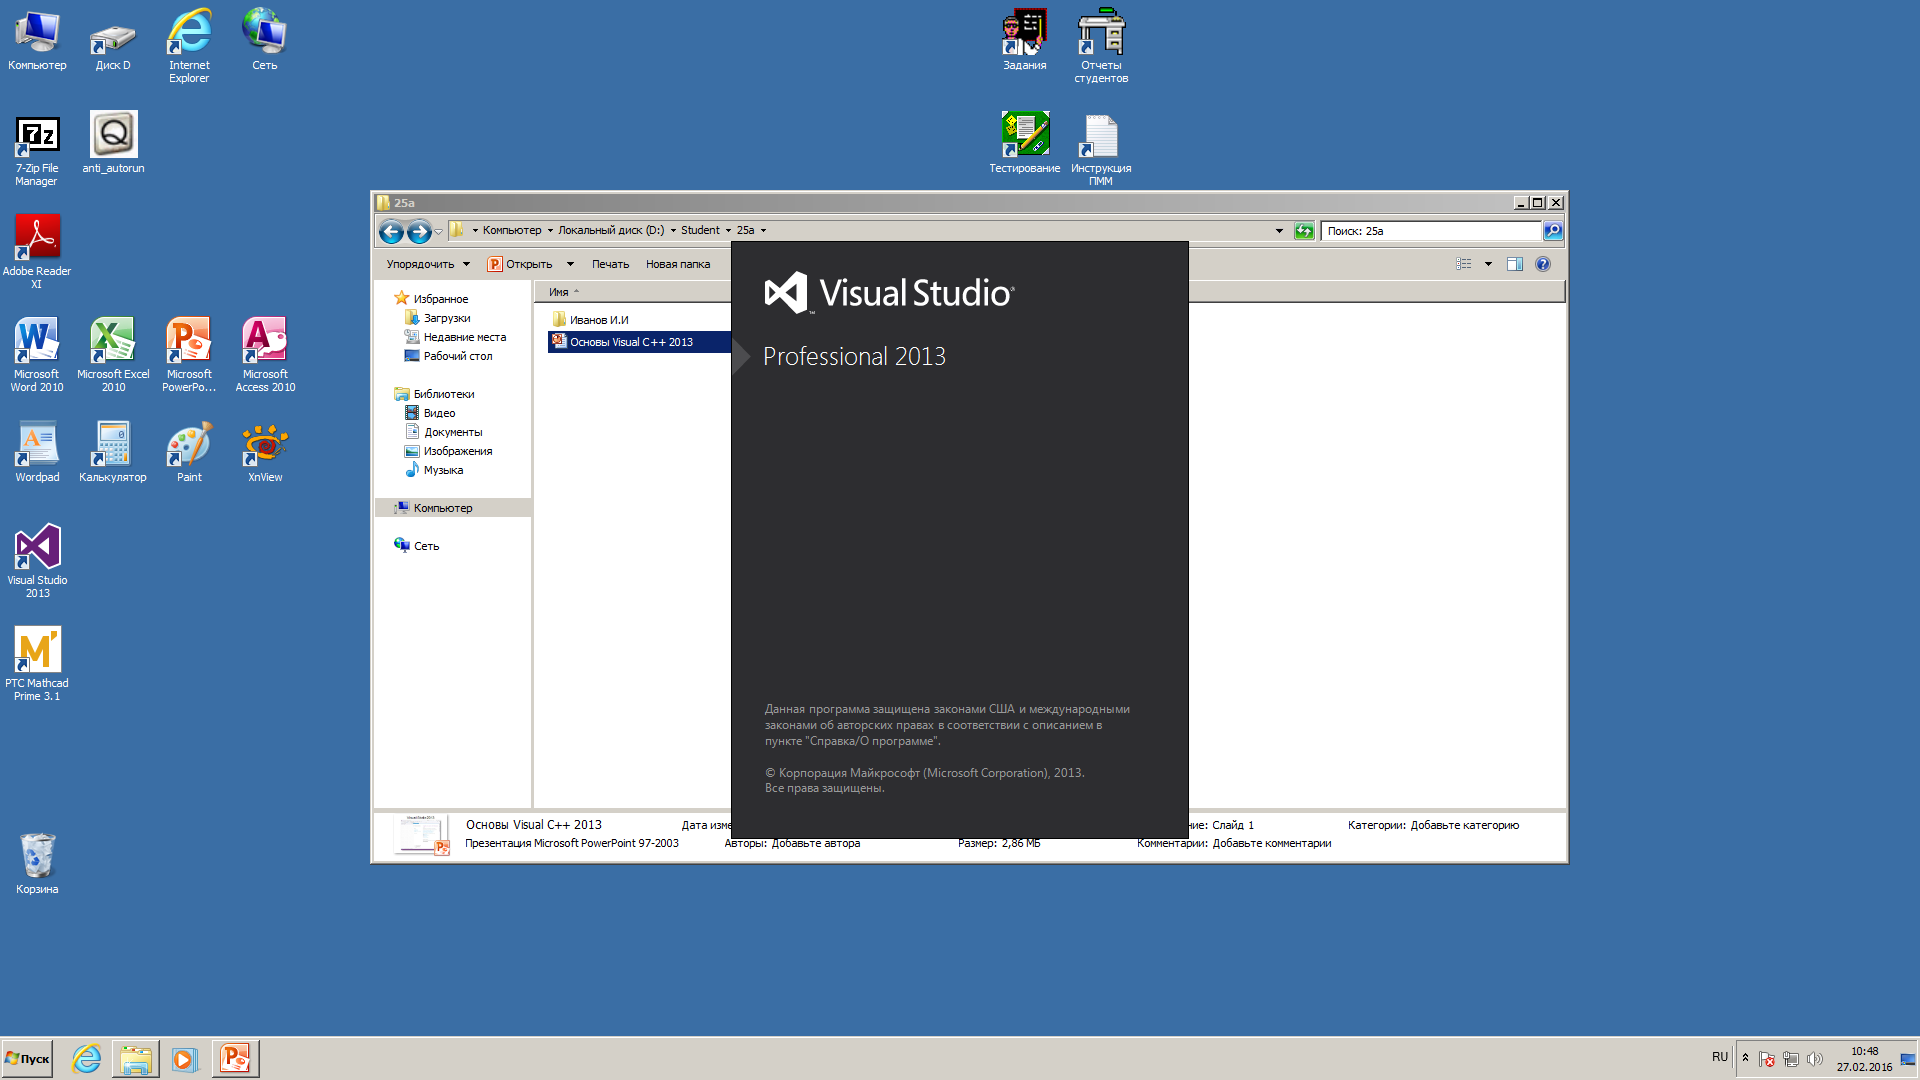 Компьютер
Диск D
Internet
Explorer
Сеть
Задания
Отчеты
студентов
7-Zip File
Manager
anti_autorun
Тестирование
Инструкция
ПММ
Adobe Reader
XI
Microsoft
Word 2010
Microsoft Excel
2010
Microsoft
PowerPo...
Microsoft
Access 2010
Wordpad
Калькулятор
Paint
XnView
Visual Studio
2013
PTC Mathcad
Prime 3.1
Корзина
25a
Компьютер
Локальный диск (D:)
Student
25a
Поиск: 25a
Упорядочить
Открыть
Печать
Новая папка
Избранное
Загрузки
Недавние места
Рабочий стол
Библиотеки
Видео
Документы
Изображения
Музыка
Компьютер
Сеть
Имя
Иванов И.И
Основы Visual C++ 2013
Visual Studio
Professional 2013
Данная программа защищена законами США и международными
законами об авторских правах в соответствии с описанием в
пункте "Справка/О программе".
© Корпорация Майкрософт (Microsoft Corporation), 2013.
Все права защищены.
Основы Visual C++ 2013
Дата изме
ние: Слайд 1
Категории: Добавьте категорию
Презентация Microsoft PowerPoint 97-2003
Авторы: Добавьте автора
Размер: 2,86 МБ
Комментарии: Добавьте комментарии
Пуск
RU
10:48
27.02.2016